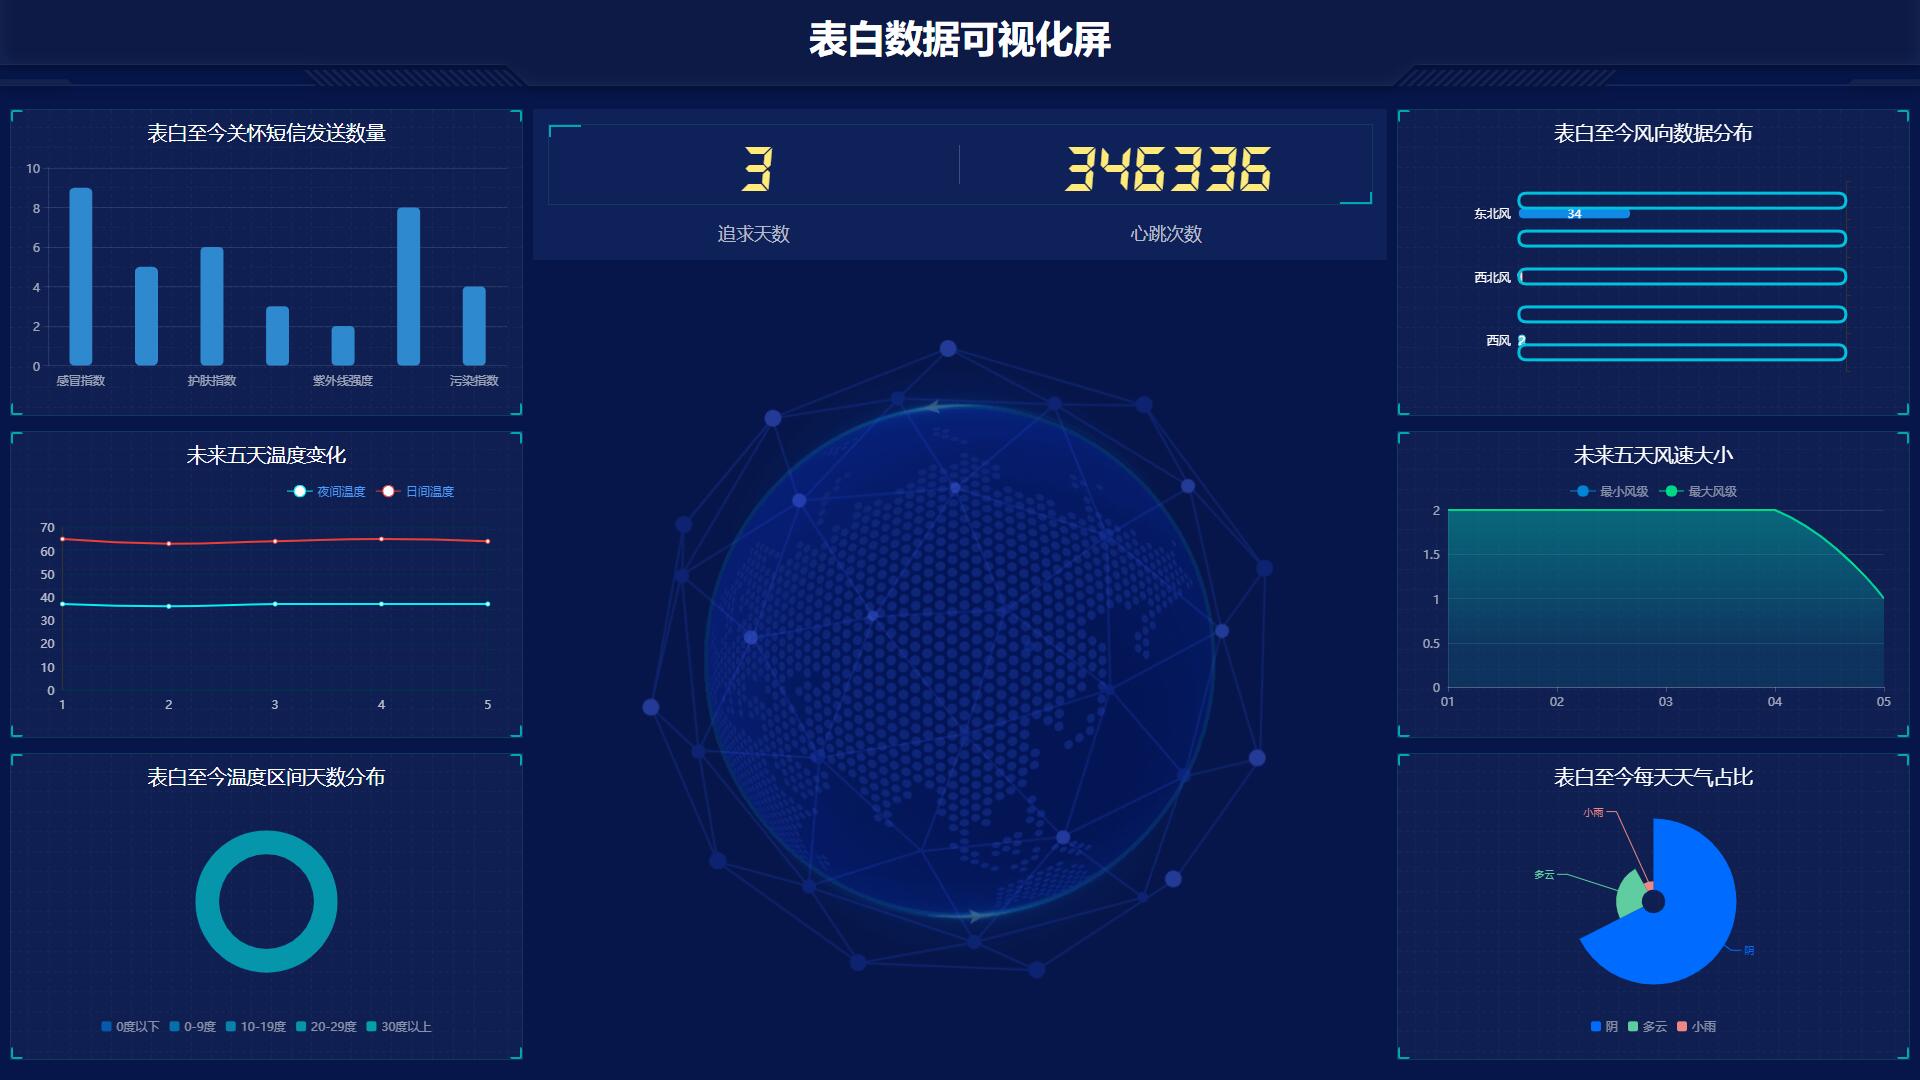 表白数据可视化屏
表白至今关怀短信发送数量
10
8
6
4
2
0
感冒指数 护肤指数 紫外线强度 污染指数
未来五天温度变化
夜间温度 日间温度
70
60
50
40
30
20
10
0
1 2 3 4 5
表白至今温度区间天数分布
0度以下 0-9度 10-19度 20-29度 30度以上
3 346336
追求天数 心跳次数
表白至今风向数据分布
东北风 34
西北风
西风 2
未来五天风速大小
最小风级 最大风级
2
1.5
1
0.5
0
01 02 03 04 05
表白至今每天天气占比
小雨
多云
阴
阴 多云 小雨